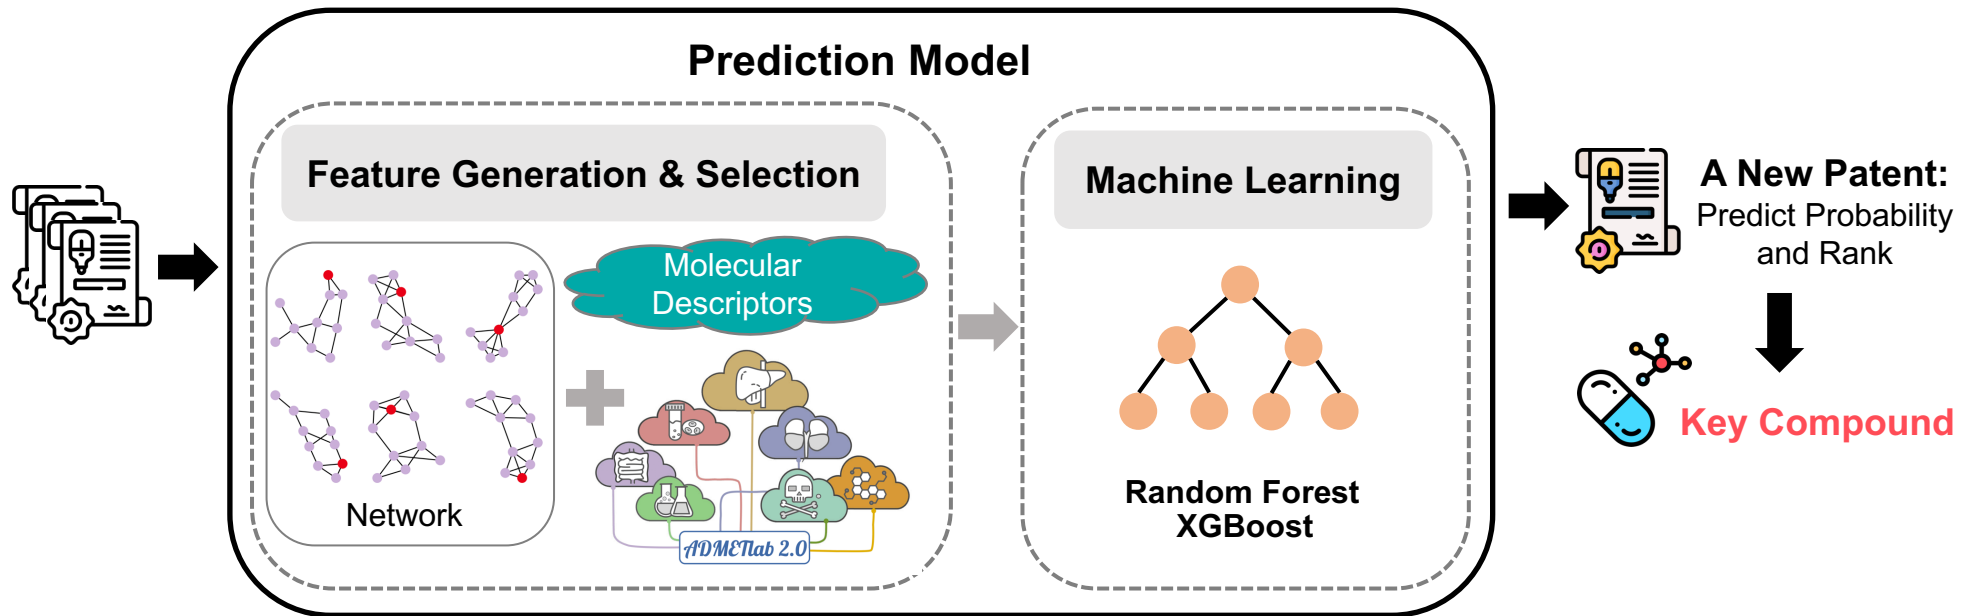 Prediction Model
Feature Generation & Selection
Network
Molecular
Descriptors
ADMETlab 2.0
Machine Learning
Random Forest
XGBoost
A New Patent:
Predict Probability
and Rank
Key Compound